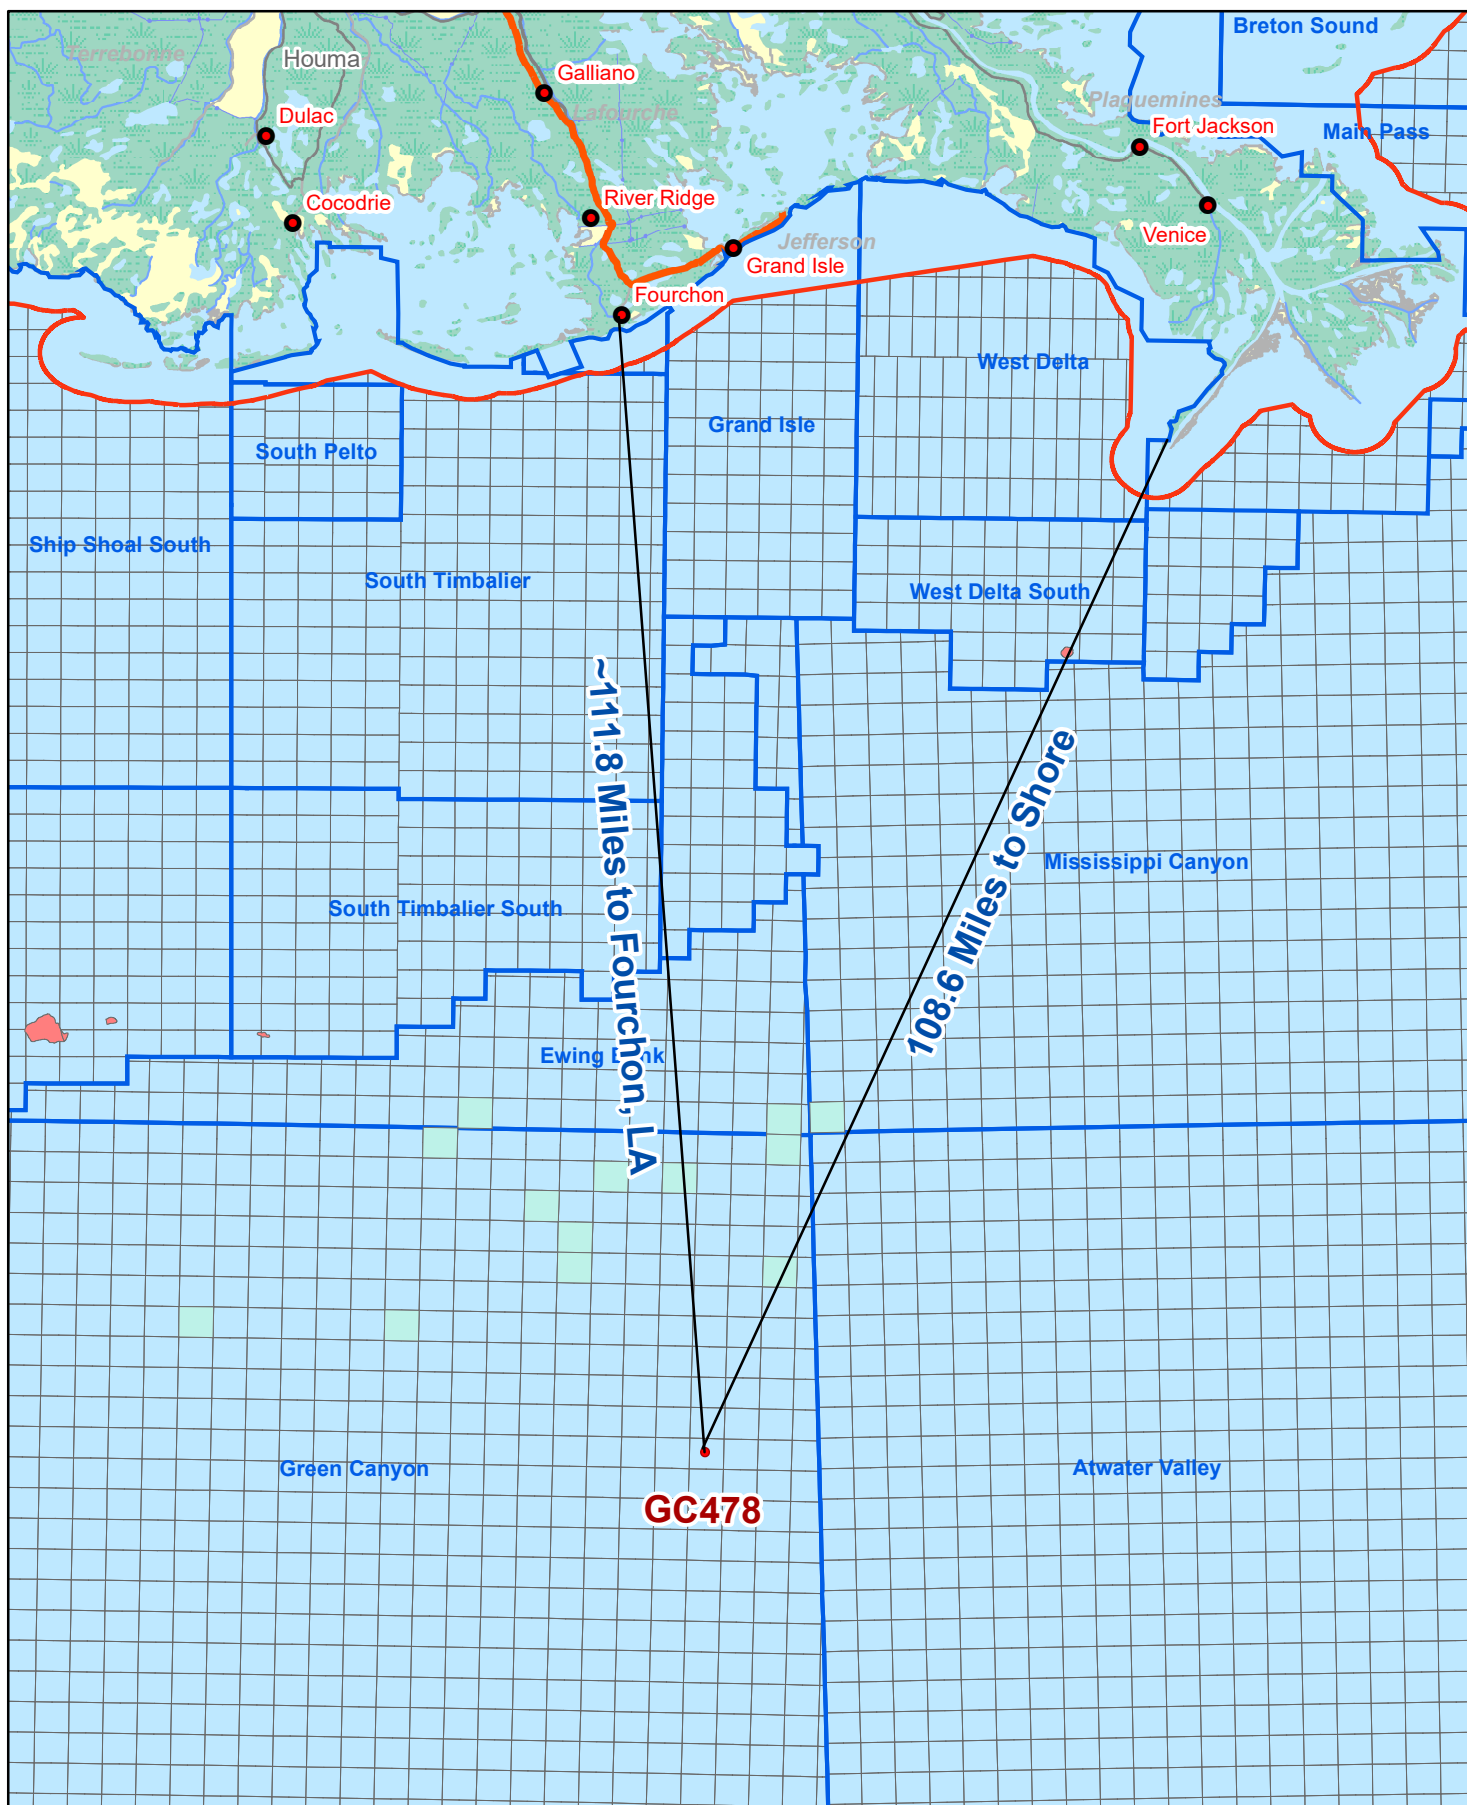 Breton Sound
Terrebonne
Houma
Galliano
Lafourche
Plaquemines
Dulac
Fort Jackson
Main Pass
Cocodrie
River Ridge
Venice
Jefferson
Grand Isle
Fourchon
West Delta
Grand Isle
South Pelto
Ship Shoal South
South Timbalier
West Delta South
~111.8 Miles to Fourchon, LA
108.6 Miles to Shore
Mississippi Canyon
South Timbalier South
Ewing B nk
Green Canyon
Atwater Valley
GC478